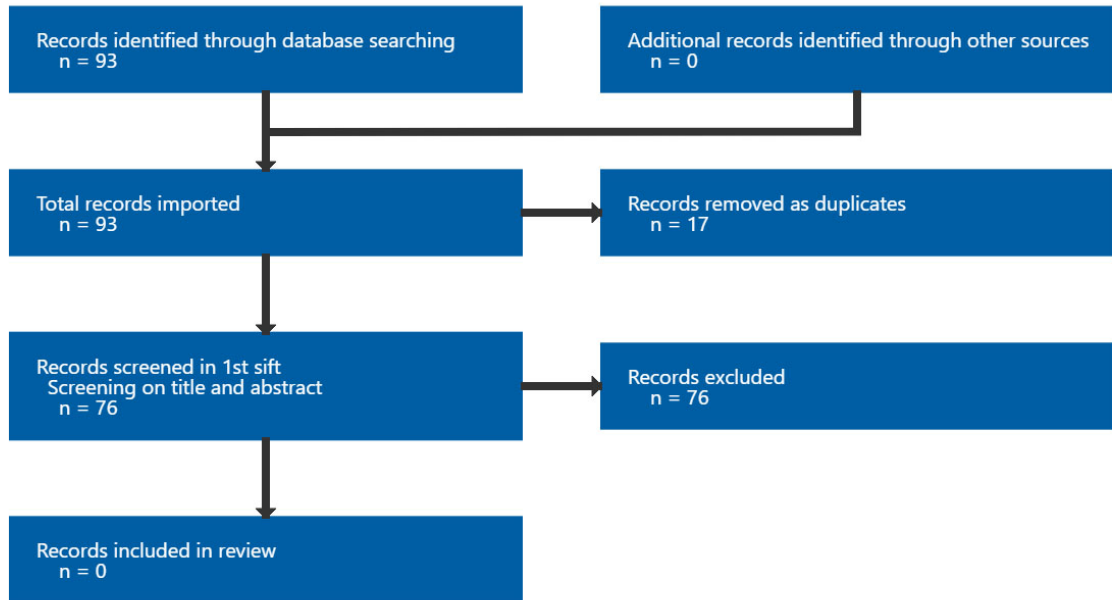 Records identified through database searching
n = 93
Additional records identified through other sources
n = 0
Total records imported
n = 93
Records removed as duplicates
n = 17
Records screened in 1st sift
Screening on title and abstract
n = 76
Records excluded
n = 76
Records included in review
n = 0